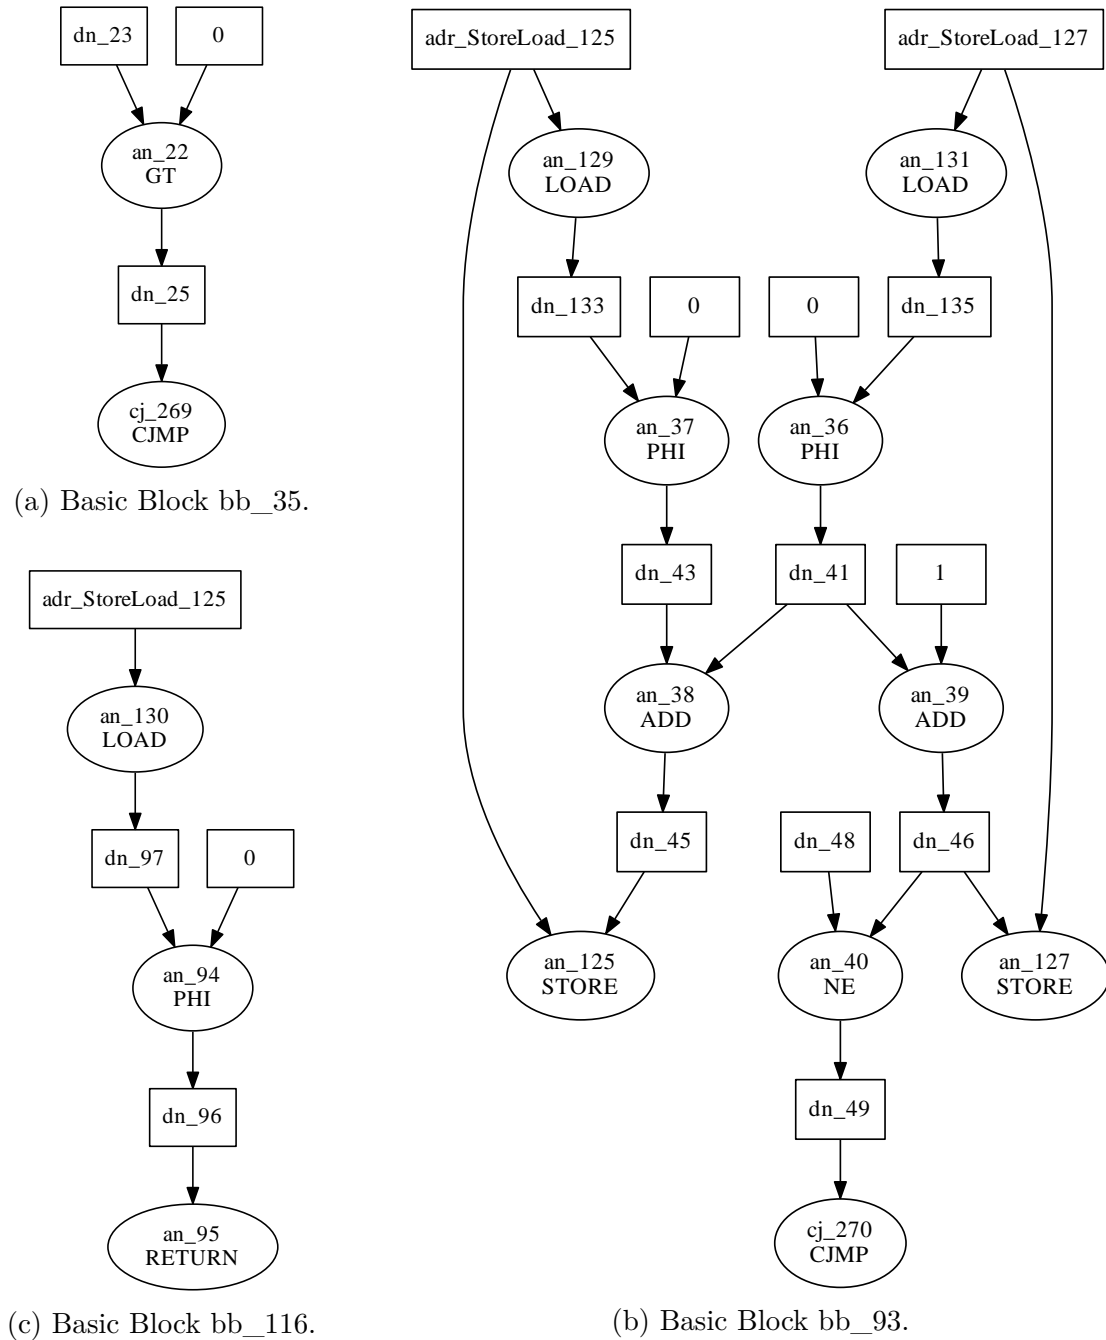 dn_23
0
an_22
GT
dn_25
cj_269
CJMP
(a) Basic Block bb_35.
adr_StoreLoad_125
an_130
LOAD
dn_97
0
an_94
PHI
dn_96
an_95
RETURN
(c) Basic Block bb_116.
adr_StoreLoad_125
adr_StoreLoad_127
an_129
LOAD
an_131
LOAD
dn_133
0
0
dn_135
an_37
PHI
an_36
PHI
dn_43
dn_41
1
an_38
ADD
an_39
ADD
dn_45
dn_48
dn_46
an_125
STORE
an_40
NE
an_127
STORE
dn_49
cj_270
CJMP
(b) Basic Block bb_93.